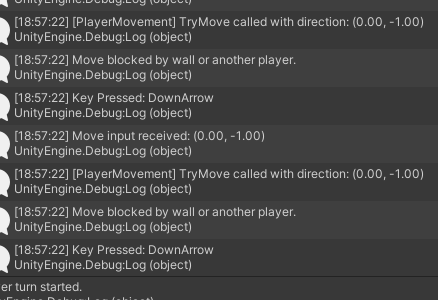 UnityEngine.Debug:Log (object)
[18:57:22] [PlayerMovement] TryMove called with direction: (0.00, -1.00)
UnityEngine.Debug:Log (object)
[18:57:22] Move blocked by wall or another player.
UnityEngine.Debug:Log (object)
[18:57:22] Key Pressed: DownArrow
UnityEngine.Debug:Log (object)
[18:57:22] Move input received: (0.00, -1.00)
UnityEngine.Debug:Log (object)
[18:57:22] [PlayerMovement] TryMove called with direction: (0.00, -1.00)
UnityEngine.Debug:Log (object)
[18:57:22] Move blocked by wall or another player.
UnityEngine.Debug:Log (object)
[18:57:22] Key Pressed: DownArrow
UnityEngine.Debug:Log (object)
er turn started.